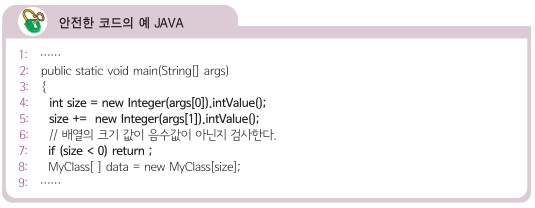 안전한 코드의 예 JAVA
1: ……
2: public static void main(String[] args)
3: {
4: int size = new Integer(args[0]).intValue();
5: size += new Integer(args[1]).intValue();
6: // 배열의 크기 값이 음수값이 아닌지 검사한다.
7: if (size < 0) return ;
8: MyClass[ ] data = new MyClass[size];
9: ……